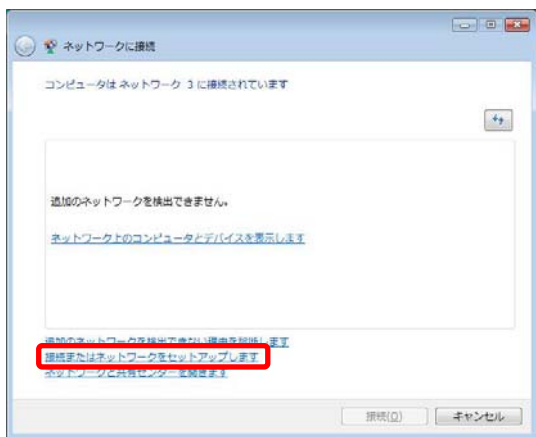 ネットワークに接続
コンピュータは ネットワーク 3 に接続されています
追加のネットワークを検出できません。
ネットワーク上のコンピュータとデバイスを表示します
追加のネットワークを検出できない理由を診断します
接続またはネットワークをセットアップします
ネットワークと共有センターを開きます
接続(O) キャンセル